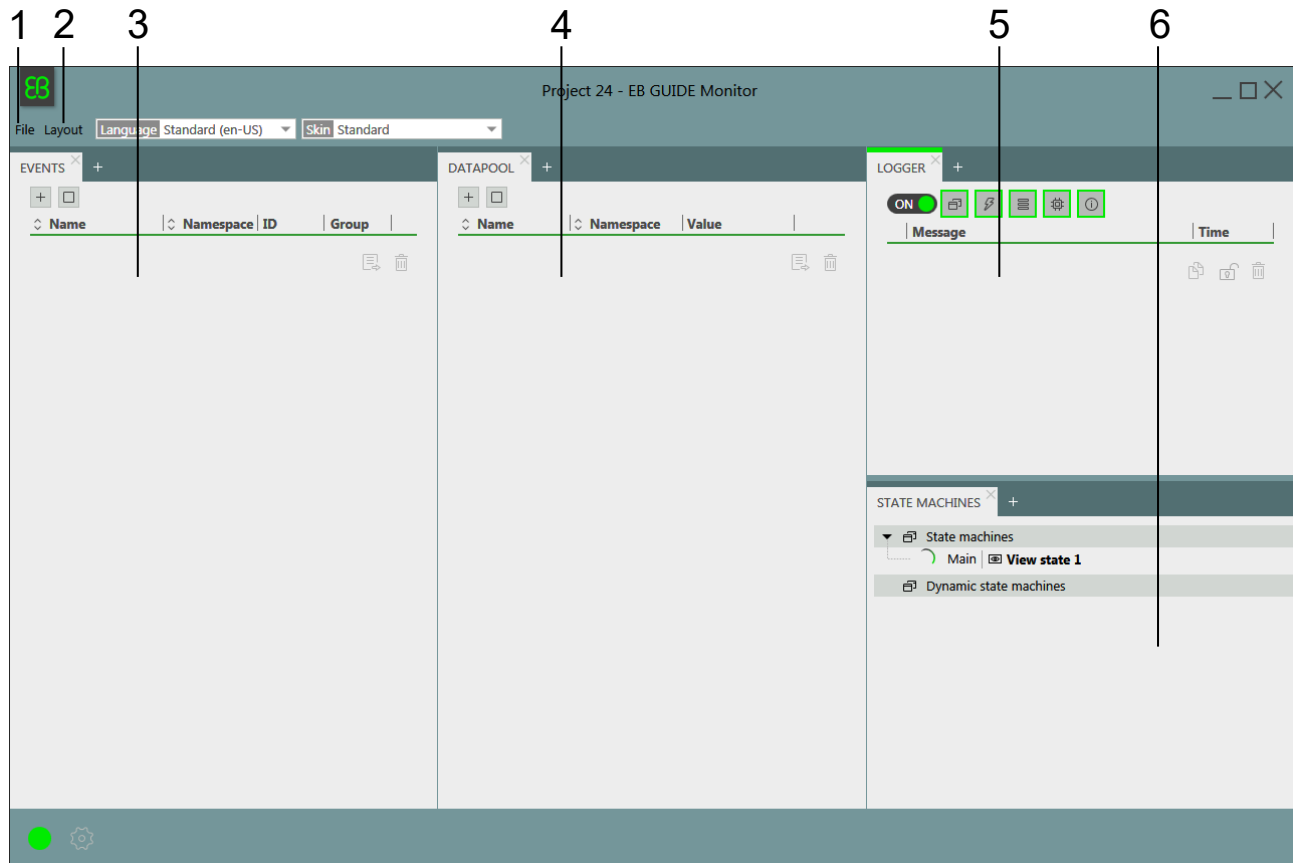 1 2 3 4 5 6
EB
Project 24 - EB GUIDE Monitor
File Layout Language Standard (en-US) Skin Standard
EVENTS + DATAPOOL + LOGGER +
ON
Name Namespace ID Group Name Namespace Value Message Time
STATE MACHINES +
State machines
Main View state 1
Dynamic state machines